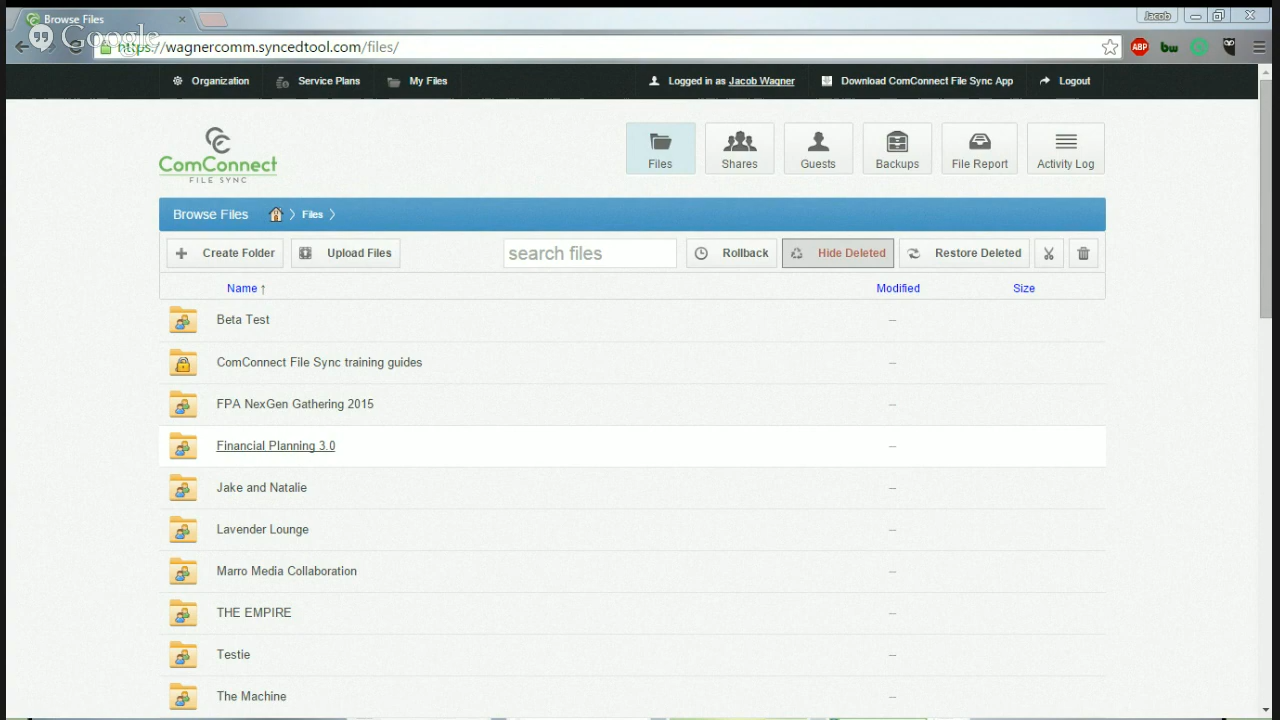 Browse Files
Jacob
Google
https://wagnercomm.syncedtool.com/files/
ABP
bw
Organization
Service Plans
My Files
Logged in as Jacob Wagner
Download ComConnect File Sync App
Logout
ComConnect
FILE SYNC
Files
Shares
Guests
Backups
File Report
Activity Log
Browse Files
Files
Create Folder
Upload Files
search files
Rollback
Hide Deleted
Restore Deleted
Name ↑
Modified
Size
Beta Test
–
ComConnect File Sync training guides
–
FPA NexGen Gathering 2015
–
Financial Planning 3.0
–
Jake and Natalie
–
Lavender Lounge
–
Marro Media Collaboration
–
THE EMPIRE
–
Testie
–
The Machine
–